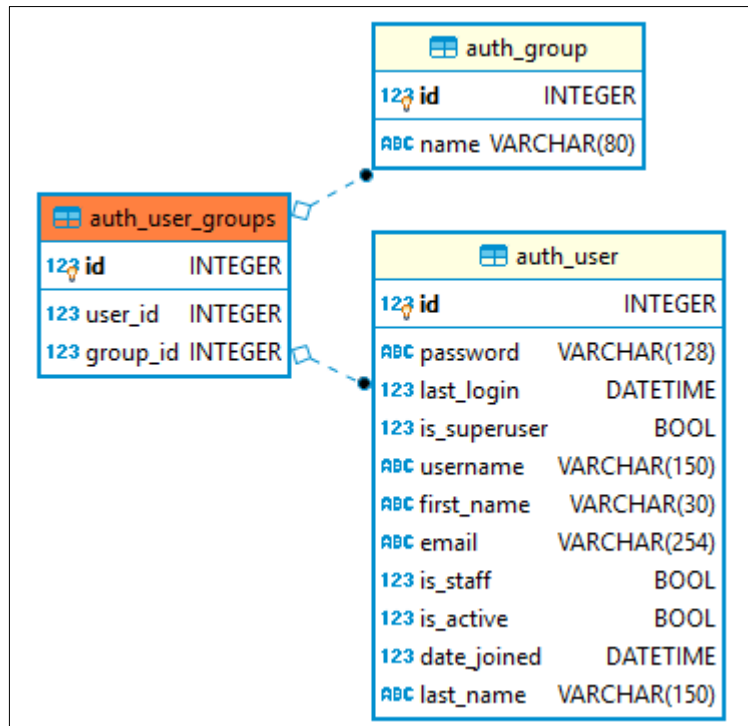 auth_group
123 id INTEGER
ABC name VARCHAR(80)
auth_user_groups
123 id INTEGER
123 user_id INTEGER
123 group_id INTEGER
auth_user
123 id INTEGER
ABC password VARCHAR(128)
123 last_login DATETIME
123 is_superuser BOOL
ABC username VARCHAR(150)
ABC first_name VARCHAR(30)
ABC email VARCHAR(254)
123 is_staff BOOL
123 is_active BOOL
123 date_joined DATETIME
ABC last_name VARCHAR(150)